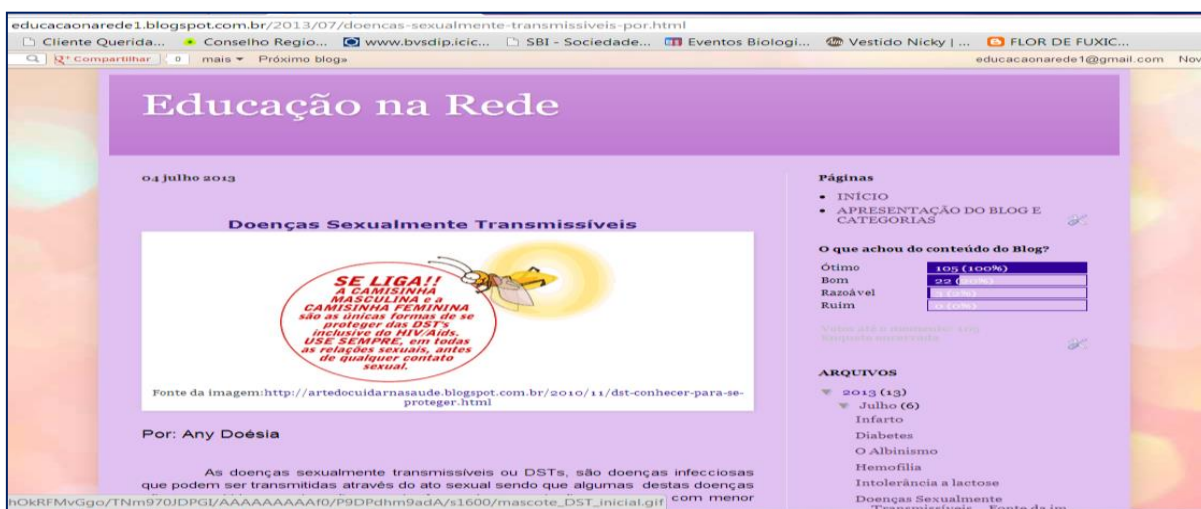 educacaonarede1.blogspot.com.br/2013/07/doencas-sexualmente-transmissiveis-por.html
Cliente Querida... Conselho Regio... www.bvsdip.icic... SBI - Sociedade... Eventos Biologi... Vestido Nicky | ... FLOR DE FUXIC...
Compartilhar 0 mais Próximo blog» educacaonarede1@gmail.com Nov
Educação na Rede
04 julho 2013
Doenças Sexualmente Transmissíveis
SE LIGA!!
A CAMISINHA
MASCULINA e a
CAMISINHA FEMININA
são as únicas formas de se
proteger das DST's
inclusive do HIV/Aids.
USE SEMPRE, em todas
as relações sexuais, antes
de qualquer contato
sexual.
Fonte da imagem:http://artedocuidarnasaude.blogspot.com.br/2010/11/dst-conhecer-para-se-
proteger.html
Por: Any Doésia
As doenças sexualmente transmissíveis ou DSTs, são doenças infecciosas
que podem ser transmitidas através do ato sexual sendo que algumas destas doenças
com menor
hOkRFMvGgo/TNm970JDPGI/AAAAAAAAAf0/P9DPdhm9adA/s1600/mascote_DST_inicial.gif
Páginas
INÍCIO
APRESENTAÇÃO DO BLOG E
CATEGORIAS
O que achou do conteúdo do Blog?
Ótimo 105 (100%)
Bom 22 (20%)
Razoável
Ruim 0 (0%)
ARQUIVOS
2013 (13)
Julho (6)
Infarto
Diabetes
O Albinismo
Hemofilia
Intolerância a lactose
Doenças Sexualmente
Transmissíveis Fonte da im